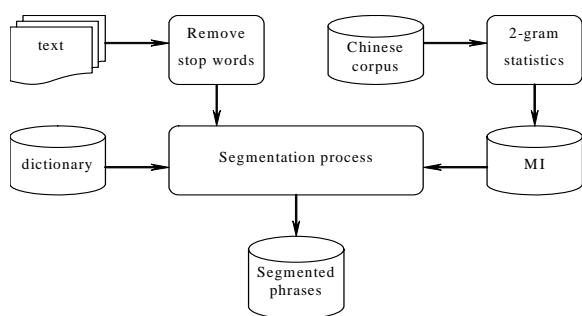 text
Remove
stop words
Chinese
corpus
2-gram
statistics
dictionary
Segmentation process
MI
Segmented
phrases